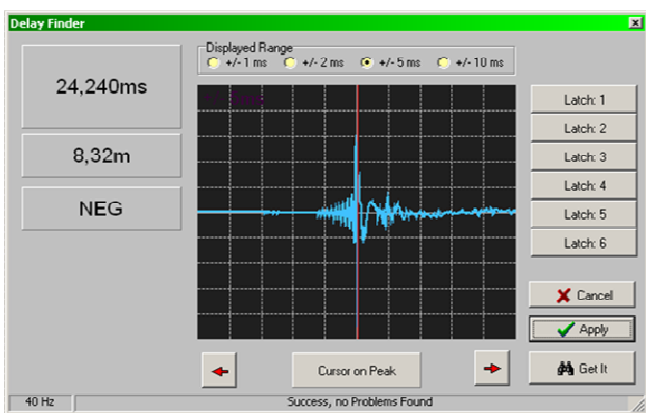 Delay Finder
Displayed Range
+/- 1 ms
+/- 2 ms
+/- 5 ms
+/- 10 ms
24,240ms
8,32m
NEG
Latch: 1
Latch: 2
Latch: 3
Latch: 4
Latch: 5
Latch: 6
Cancel
Apply
Get It
Cursor on Peak
40 Hz
Success, no Problems Found